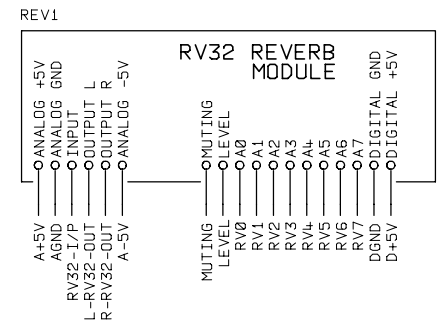 REV1
RV32 REVERB
MODULE
ANALOG +5V
ANALOG GND
INPUT
OUTPUT L
OUTPUT R
ANALOG -5V
MUTING
LEVEL
A0
A1
A2
A3
A4
A5
A6
A7
DIGITAL GND
DIGITAL +5V
A+5V
AGND
RV32-I/P
L-RV32-OUT
R-RV32-OUT
A-5V
MUTING
LEVEL
RV0
RV1
RV2
RV3
RV4
RV5
RV6
RV7
DGND
D+5V